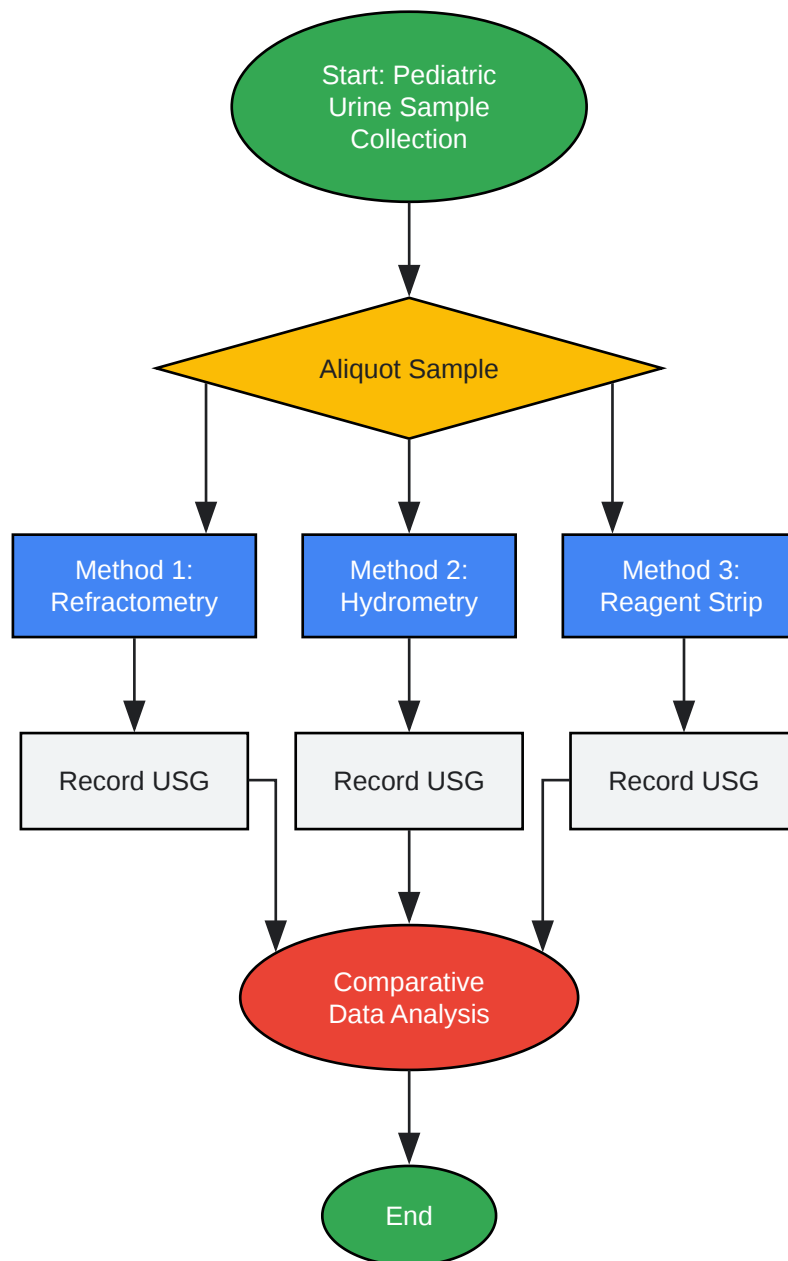 Start: Pediatric
Urine Sample
Collection
Aliquot Sample
Method 1:
Refractometry
Method 2:
Hydrometry
Method 3:
Reagent Strip
Record USG
Record USG
Record USG
Comparative
Data Analysis
End